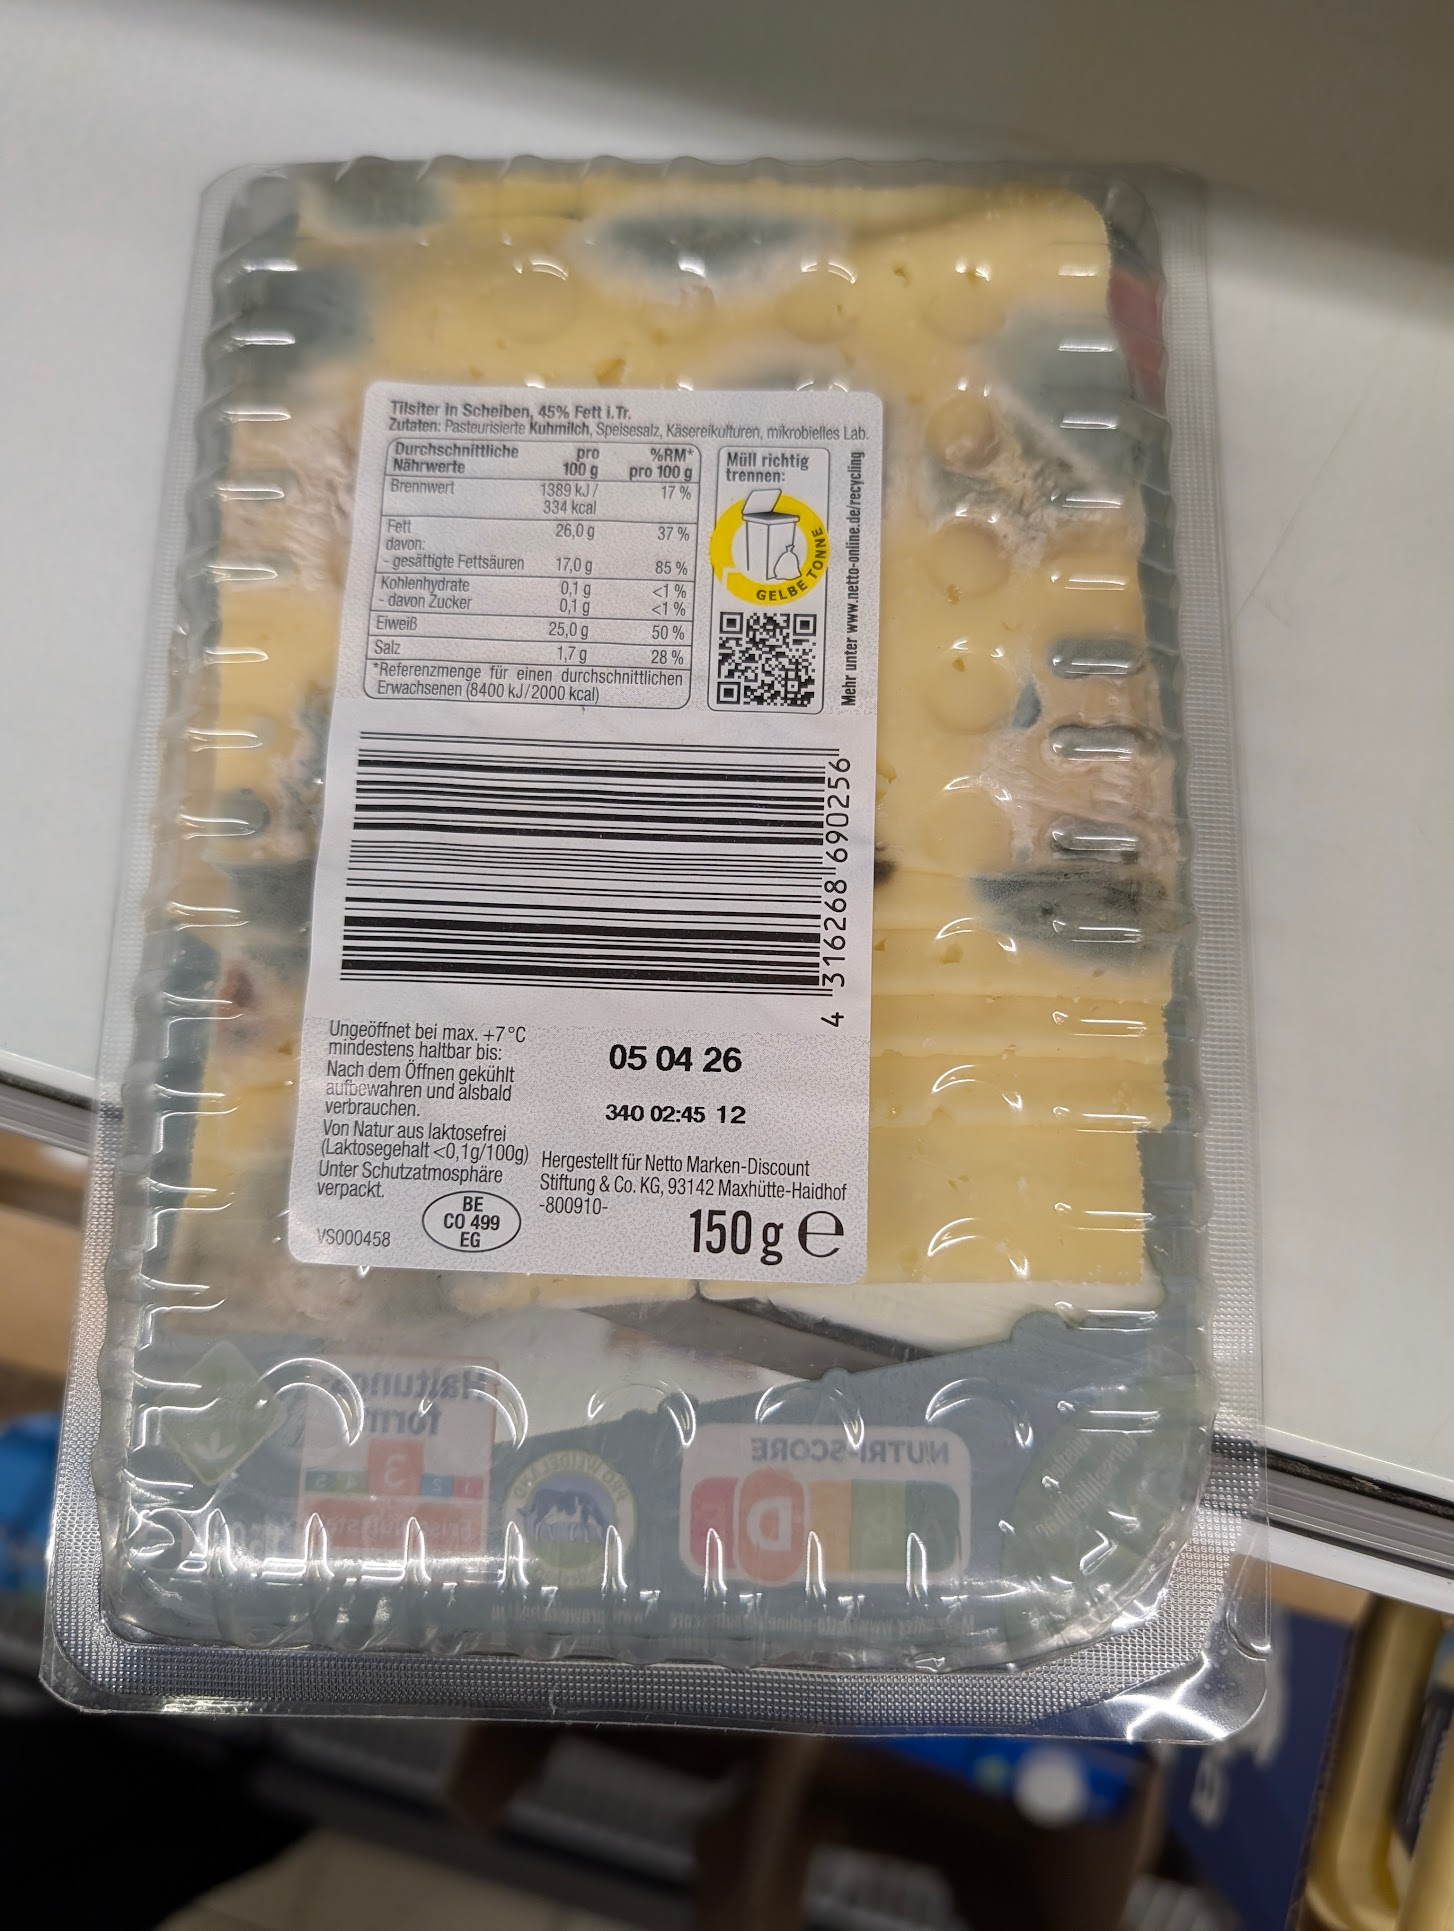 Tilsiter in Scheiben, 45% Fett i.Tr.
Zutaten: Pasteurisierte Kuhmilch, Speisesalz, Käsereikulturen, mikrobielles Lab.
Durchschnittliche Nährwerte pro 100 g %RM* pro 100 g
Brennwert 1389 kJ / 334 kcal 17 %
Fett 26,0 g 37 %
davon:
- gesättigte Fettsäuren 17,0 g 85 %
Kohlenhydrate 0,1 g <1 %
- davon Zucker 0,1 g <1 %
Eiweiß 25,0 g 50 %
Salz 1,7 g 28 %
*Referenzmenge für einen durchschnittlichen
Erwachsenen (8400 kJ/2000 kcal)
Müll richtig
trennen:
GELBE TONNE
Mehr unter www.netto-online.de/recycling
4 316268 690256
Ungeöffnet bei max. +7°C
mindestens haltbar bis:
Nach dem Öffnen gekühlt
aufbewahren und alsbald
verbrauchen.
Von Natur aus laktosefrei
(Laktosegehalt <0,1g/100g)
Unter Schutzatmosphäre
verpackt.
05 04 26
340 02:45 12
Hergestellt für Netto Marken-Discount
Stiftung & Co. KG, 93142 Maxhütte-Haidhof
-800910-
VS000458
BE
CO 499
EG
150 g e
Haltungs-
form
3
NUTRI-SCORE
D